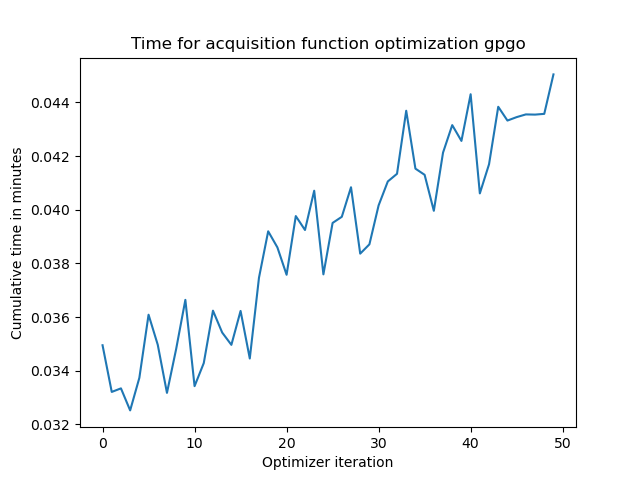 Time for acquisition function optimization gpgo
Cumulative time in minutes
0.044
0.042
0.040
0.038
0.036
0.034
0.032
0 10 20 30 40 50
Optimizer iteration